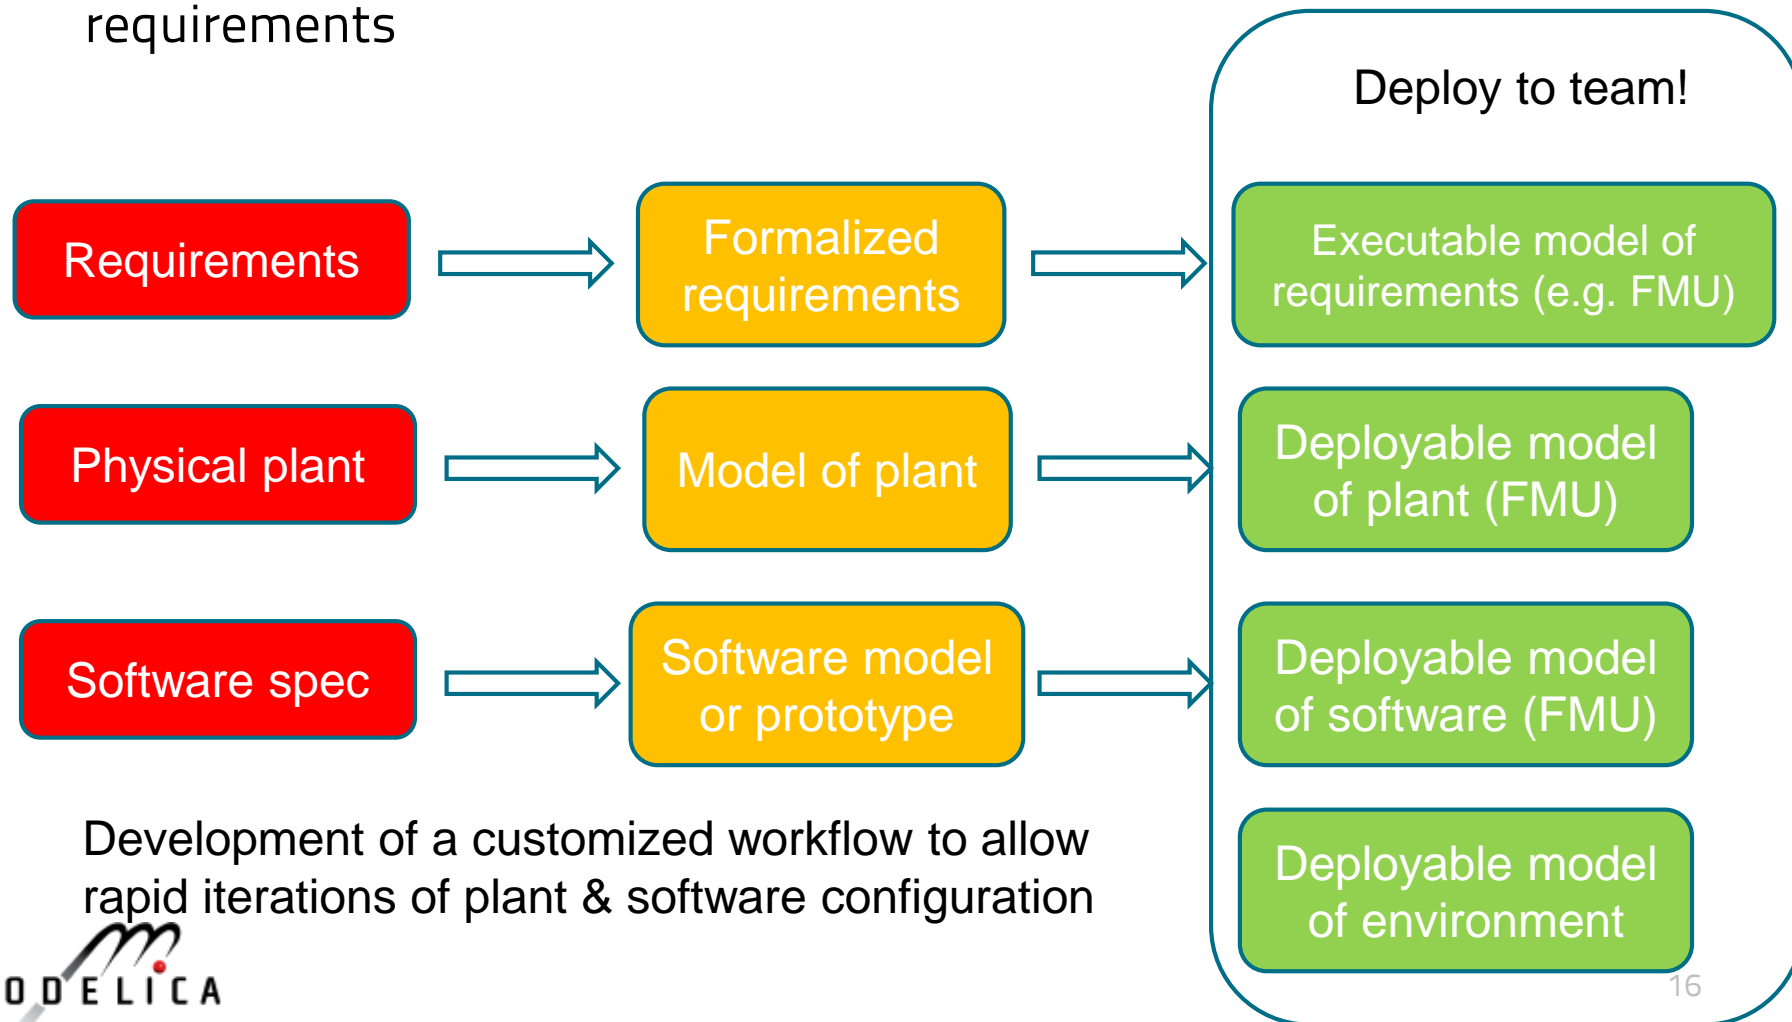 requirements
Deploy to team!
Requirements
Formalized
requirements
Executable model of
requirements (e.g. FMU)
Physical plant
Model of plant
Deployable model
of plant (FMU)
Software spec
Software model
or prototype
Deployable model
of software (FMU)
Development of a customized workflow to allow
rapid iterations of plant & software configuration
Deployable model
of environment
ODELICA
16